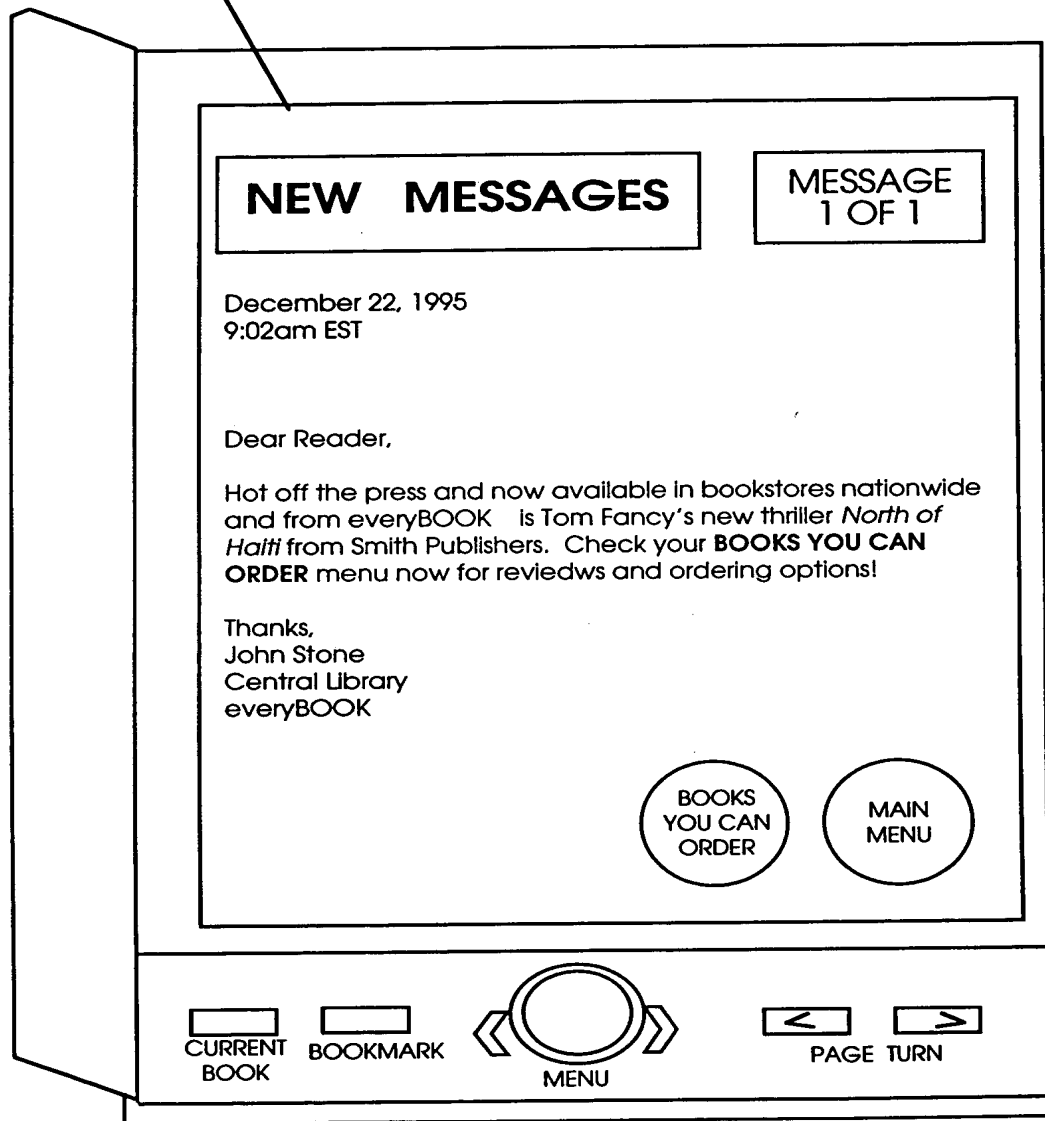 NEW MESSAGES
MESSAGE
1 OF 1
December 22, 1995
9:02am EST
Dear Reader,
Hot off the press and now available in bookstores nationwide
and from everyBOOK is Tom Fancy's new thriller North of
Haiti from Smith Publishers. Check your BOOKS YOU CAN
ORDER menu now for reviedws and ordering options!
Thanks,
John Stone
Central Library
everyBOOK
BOOKS
YOU CAN
ORDER
MAIN
MENU
CURRENT
BOOK
BOOKMARK
MENU
< >
PAGE TURN